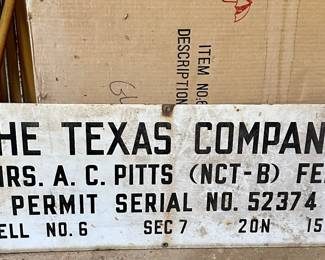 ITEM NO.
DESCRIPTION
HE TEXAS COMPAN
MRS. A. C. PITTS (NCT-B) FE
PERMIT SERIAL NO. 52374
ELL NO. 6 SEC 7 20N 15